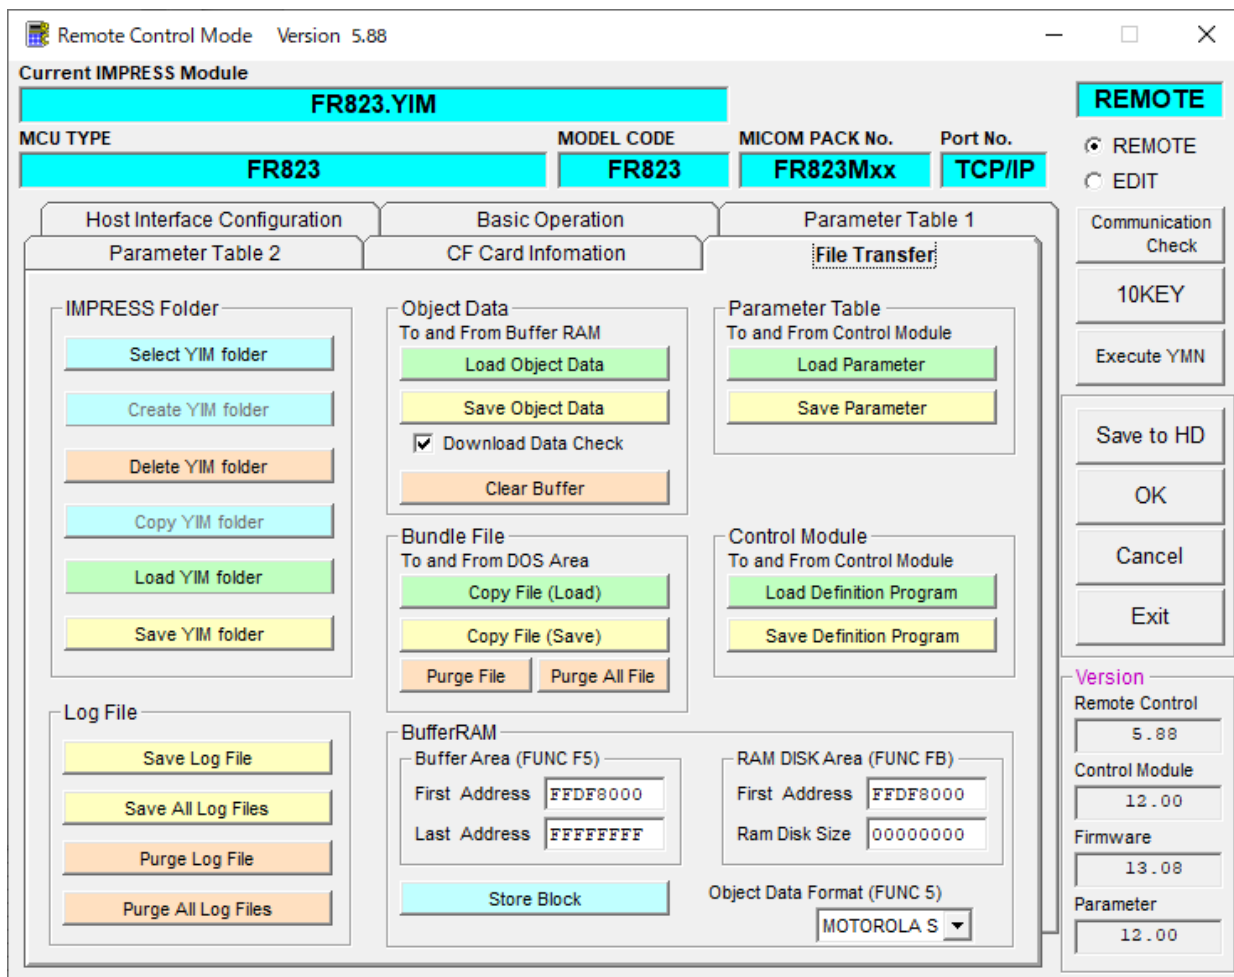 Remote Control Mode    Version  5.88
Current IMPRESS Module
FR823.YIM
REMOTE
MCU TYPE
MODEL CODE
MICOM PACK No.
Port No.
FR823
FR823
FR823Mxx
TCP/IP
REMOTE
EDIT
Host Interface Configuration
Basic Operation
Parameter Table 1
Parameter Table 2
CF Card Infomation
File Transfer
Communication
Check
10KEY
Execute YMN
Save to HD
OK
Cancel
Exit
IMPRESS Folder
Select YIM folder
Create YIM folder
Delete YIM folder
Copy YIM folder
Load YIM folder
Save YIM folder
Log File
Save Log File
Save All Log Files
Purge Log File
Purge All Log Files
Object Data
To and From Buffer RAM
Load Object Data
Save Object Data
Download Data Check
Clear Buffer
Bundle File
To and From DOS Area
Copy File (Load)
Copy File (Save)
Purge File
Purge All File
Parameter Table
To and From Control Module
Load Parameter
Save Parameter
Control Module
To and From Control Module
Load Definition Program
Save Definition Program
BufferRAM
Buffer Area (FUNC F5)
First Address FFDF8000
Last Address FFFFFFFF
Store Block
RAM DISK Area (FUNC FB)
First Address FFDF8000
Ram Disk Size 00000000
Object Data Format (FUNC 5)
MOTOROLA S
Version
Remote Control
5.88
Control Module
12.00
Firmware
13.08
Parameter
12.00